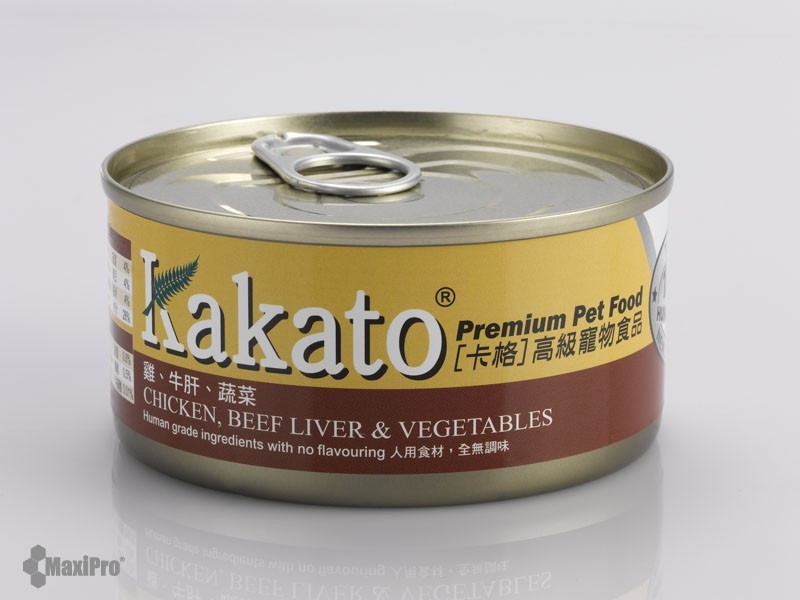 Kakato®
Premium Pet Food
[卡格]高級寵物食品
雞、牛肝、蔬菜
CHICKEN, BEEF LIVER & VEGETABLES
Human grade ingredients with no flavouring 人用食材，全無調味
MaxiPro®